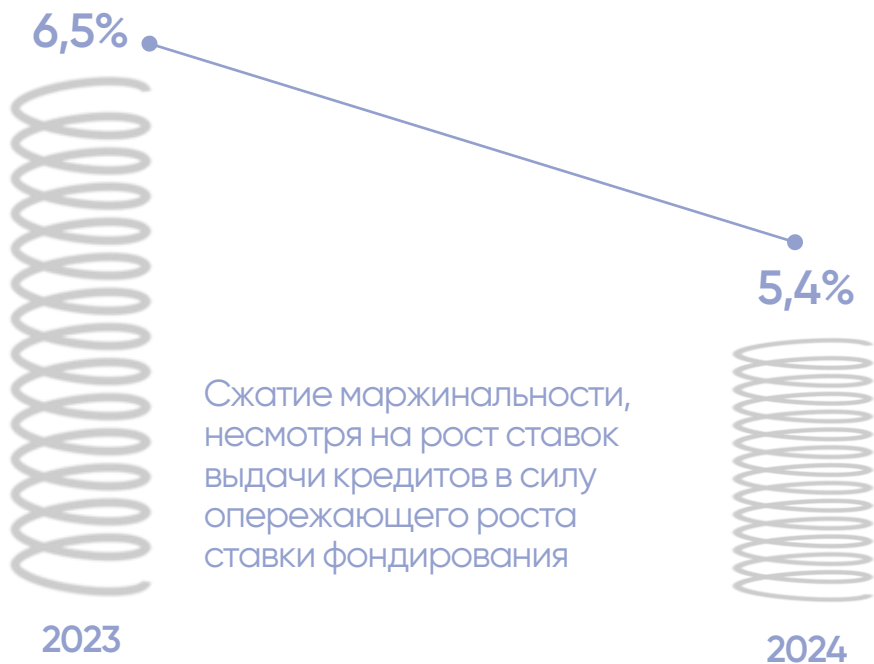 6,5%
5,4%
Сжатие маржинальности,
несмотря на рост ставок
выдачи кредитов в силу
опережающего роста
ставки фондирования
2023
2024